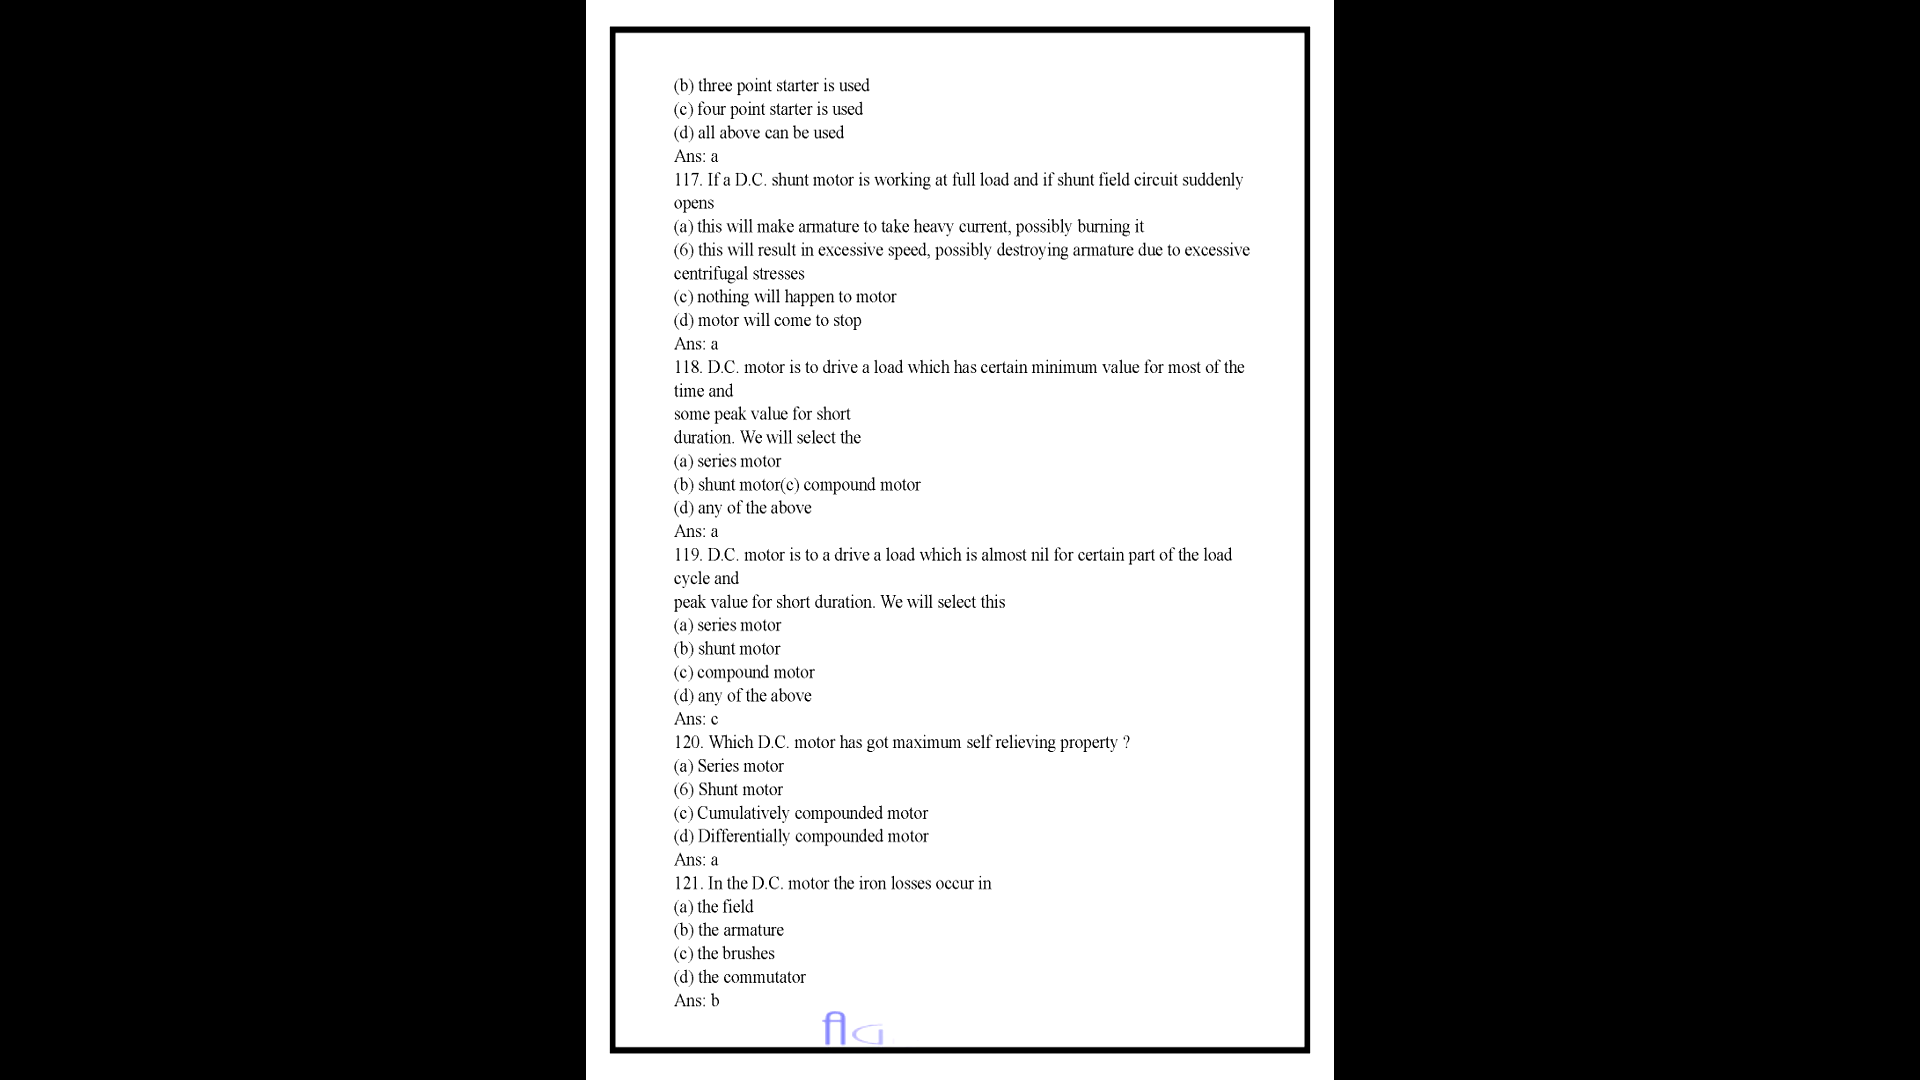 (b) three point starter is used
(c) four point starter is used
(d) all above can be used
Ans: a
117. If a D.C. shunt motor is working at full load and if shunt field circuit suddenly
opens
(a) this will make armature to take heavy current, possibly burning it
(6) this will result in excessive speed, possibly destroying armature due to excessive
centrifugal stresses
(c) nothing will happen to motor
(d) motor will come to stop
Ans: a
118. D.C. motor is to drive a load which has certain minimum value for most of the
time and
some peak value for short
duration. We will select the
(a) series motor
(b) shunt motor(c) compound motor
(d) any of the above
Ans: a
119. D.C. motor is to a drive a load which is almost nil for certain part of the load
cycle and
peak value for short duration. We will select this
(a) series motor
(b) shunt motor
(c) compound motor
(d) any of the above
Ans: c
120. Which D.C. motor has got maximum self relieving property ?
(a) Series motor
(6) Shunt motor
(c) Cumulatively compounded motor
(d) Differentially compounded motor
Ans: a
121. In the D.C. motor the iron losses occur in
(a) the field
(b) the armature
(c) the brushes
(d) the commutator
Ans: b